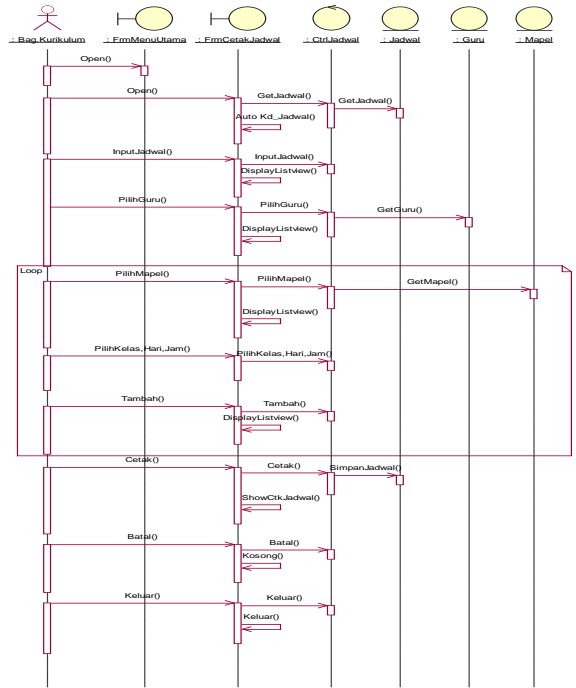 : Bag.Kurikulum
: FrmMenuUtama
: FrmCetakJadwal
: CtrlJadwal
: Jadwal
: Guru
: Mapel
Open()
Open()
GetJadwal()
GetJadwal()
Auto Kd_Jadwal()
InputJadwal()
InputJadwal()
DisplayListview()
PilihGuru()
PilihGuru()
GetGuru()
DisplayListview()
Loop
PilihMapel()
PilihMapel()
GetMapel()
DisplayListview()
PilihKelas,Hari,Jam()
PilihKelas,Hari,Jam()
Tambah()
Tambah()
DisplayListview()
Cetak()
Cetak()
SimpanJadwal()
ShowCtkJadwal()
Batal()
Batal()
Kosong()
Keluar()
Keluar()
Keluar()